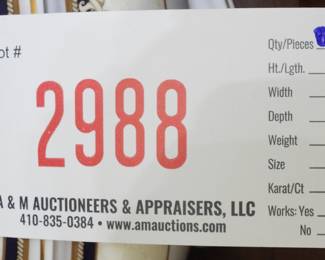 ot #
2988
A & M AUCTIONEERS & APPRAISERS, LLC
410-835-0384 • www.amauctions.com
Qty/Pieces
Ht./Lgth.
Width
Depth
Weight
Size
Karat/Ct
Works: Yes
No